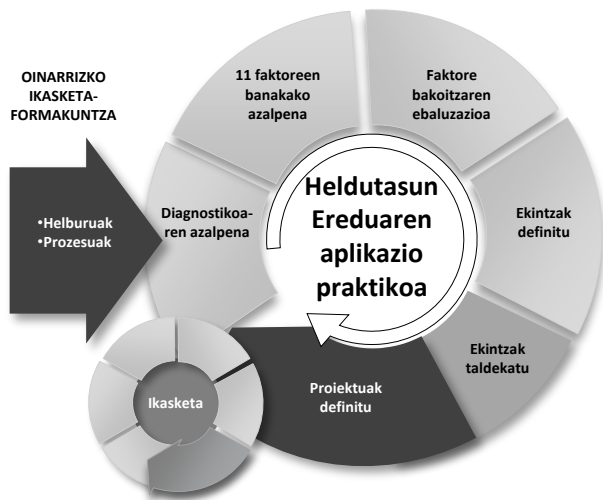 OINARRIZKO
IKASKETA-
FORMAKUNTZA
•Helburuak
•Prozesuak
Diagnostikoa-
ren azalpena
11 faktoreen
banakako
azalpena
Faktore
bakoitzaren
ebaluzazioa
Ekintzak
definitu
Ekintzak
taldekatu
Proiektuak
definitu
Ikasketa
Heldutasun
Ereduaren
aplikazio
praktikoa